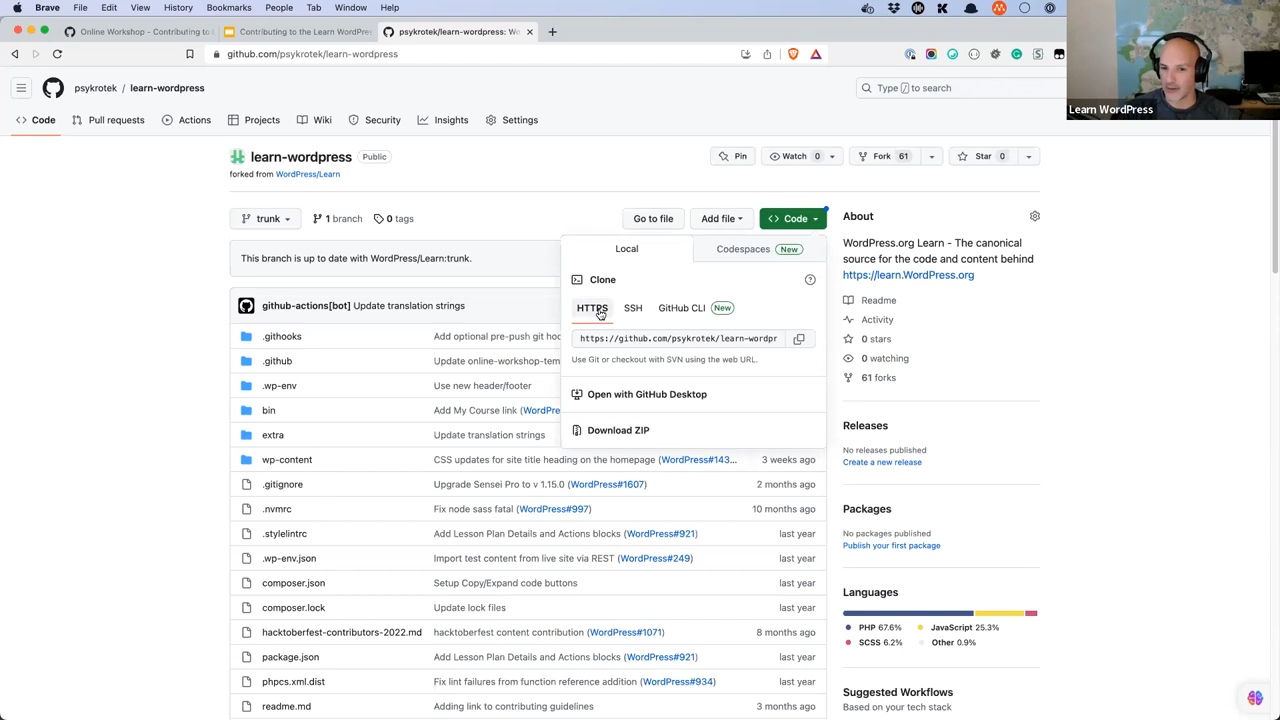 Brave File Edit View History Bookmarks People Tab Window Help
Online Workshop - Contributing to L
Contributing to the Learn WordPre
psykrotek/learn-wordpress: Wo
github.com/psykrotek/learn-wordpress
psykrotek / learn-wordpress
Type / to search
Learn WordPress
Code Pull requests Actions Projects Wiki Security Insights Settings
learn-wordpress Public
forked from WordPress/Learn
Pin
Watch 0
Fork 61
Star 0
trunk
1 branch
0 tags
Go to file
Add file
Code
This branch is up to date with WordPress/Learn:trunk.
Local
Codespaces New
Clone
HTTPS
SSH
GitHub CLI New
https://github.com/psykrotek/learn-wordpr
Use Git or checkout with SVN using the web URL.
Open with GitHub Desktop
Download ZIP
github-actions[bot] Update translation strings
.githooks Add optional pre-push git hoo
.github Update online-workshop-tem
.wp-env Use new header/footer
bin Add My Course link (WordPre
extra Update translation strings
wp-content CSS updates for site title heading on the homepage (WordPress#143... 3 weeks ago
.gitignore Upgrade Sensei Pro to v 1.15.0 (WordPress#1607) 2 months ago
.nvmrc Fix node sass fatal (WordPress#997) 10 months ago
.stylelintrc Add Lesson Plan Details and Actions blocks (WordPress#921) last year
.wp-env.json Import test content from live site via REST (WordPress#249) last year
composer.json Setup Copy/Expand code buttons last year
composer.lock Update lock files last year
hacktoberfest-contributors-2022.md hacktoberfest content contribution (WordPress#1071) 8 months ago
package.json Add Lesson Plan Details and Actions blocks (WordPress#921) last year
phpcs.xml.dist Fix lint failures from function reference addition (WordPress#934) last year
readme.md Adding link to contributing guidelines 3 months ago
About
WordPress.org Learn - The canonical
source for the code and content behind
https://learn.WordPress.org
Readme
Activity
0 stars
0 watching
61 forks
Releases
No releases published
Create a new release
Packages
No packages published
Publish your first package
Languages
PHP 67.6% JavaScript 25.3%
SCSS 6.2% Other 0.9%
Suggested Workflows
Based on your tech stack